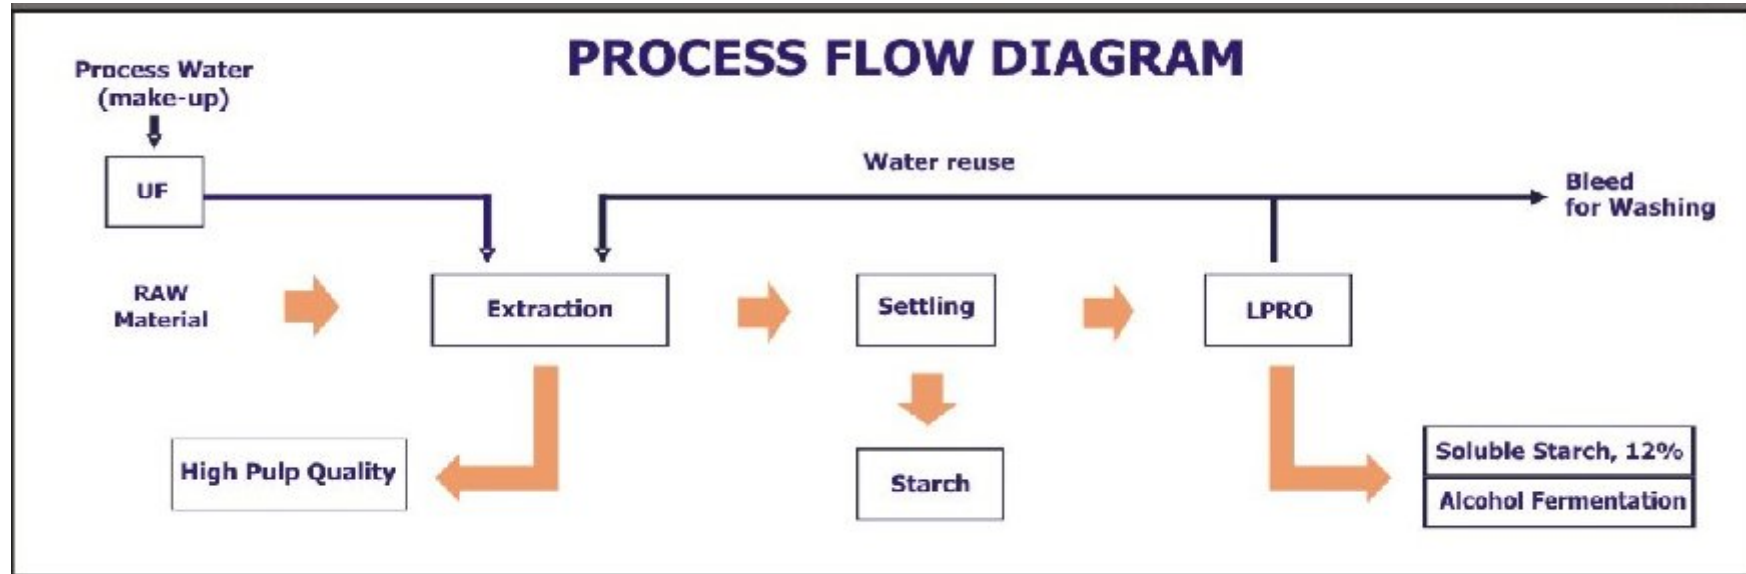 PROCESS FLOW DIAGRAM
Process Water
(make-up)
UF
Water reuse
Bleed
for Washing
RAW
Material
Extraction
Settling
LPRO
High Pulp Quality
Starch
Soluble Starch, 12%
Alcohol Fermentation